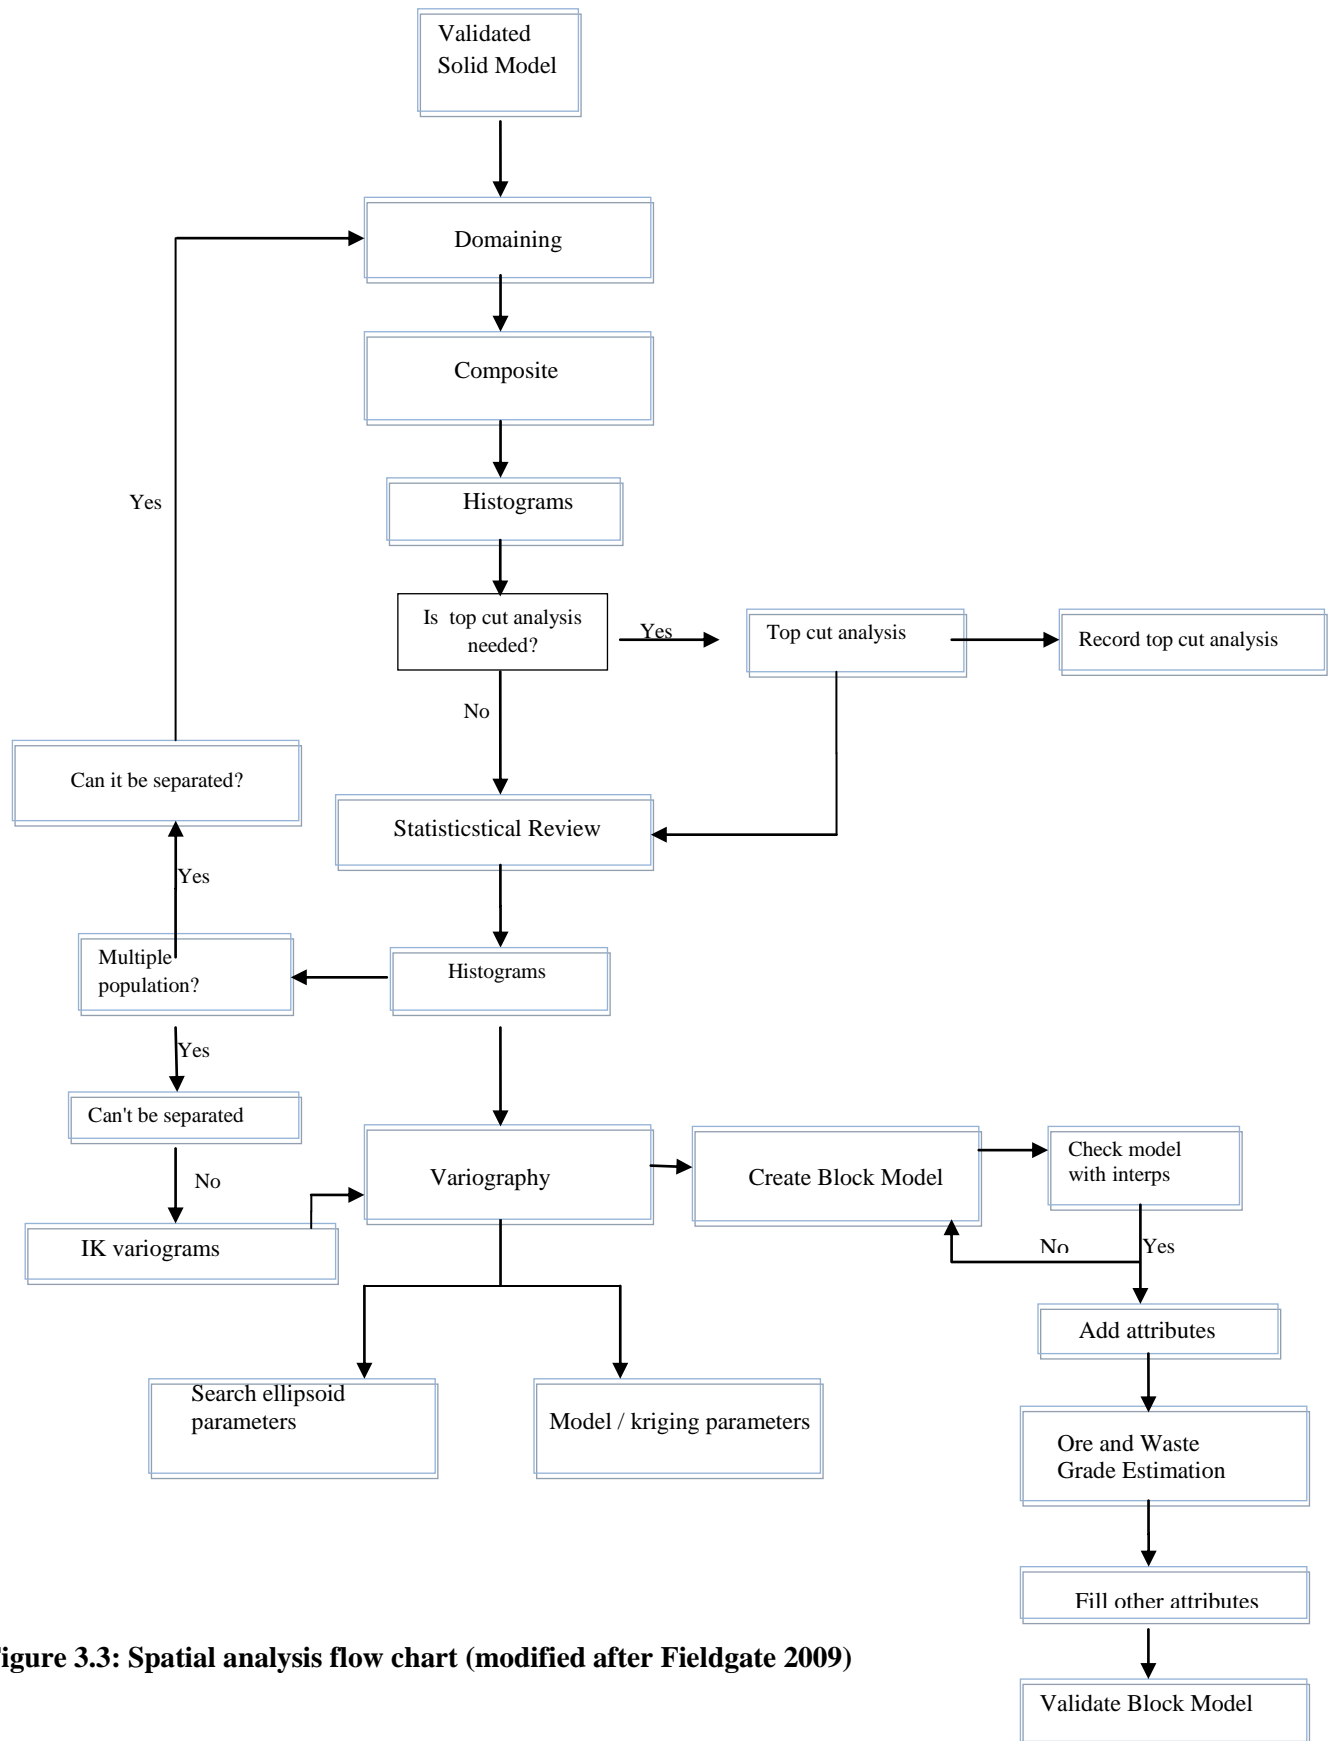 Validated
Solid Model
Domaining
Composite
Yes
Histograms
Is top cut analysis
needed?
Yes
Top cut analysis
Record top cut analysis
No
Can it be separated?
Statisticstical Review
Yes
Multiple
population?
Histograms
Yes
Can't be separated
No
IK variograms
Variography
Create Block Model
Check model
with interps
No
Yes
Add attributes
Search ellipsoid
parameters
Model / kriging parameters
Ore and Waste
Grade Estimation
Fill other attributes
igure 3.3: Spatial analysis flow chart (modified after Fieldgate 2009)
Validate Block Model